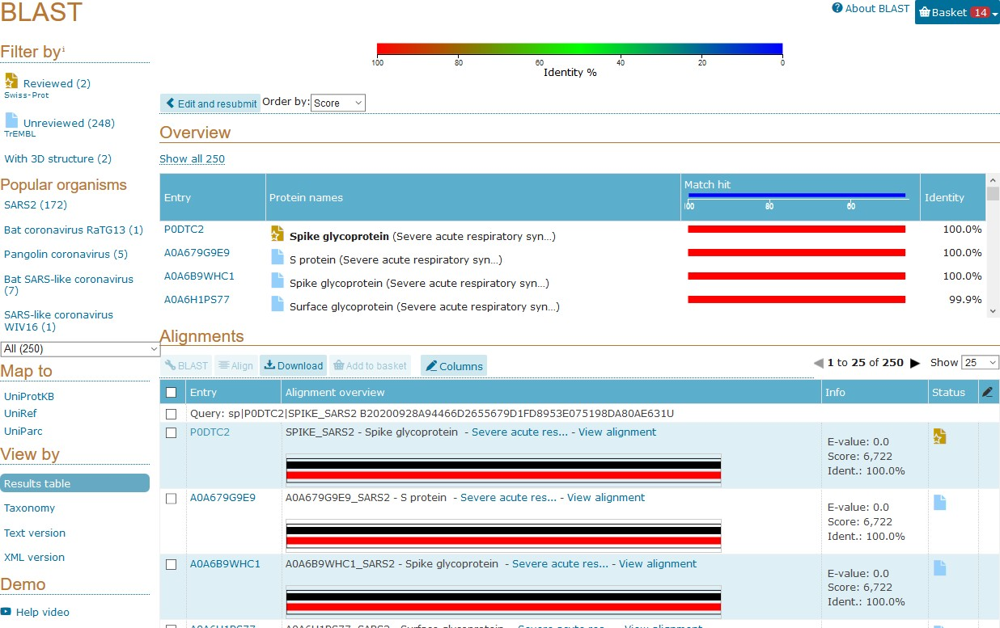 BLAST
About BLAST
Basket 14
Filter by i
Reviewed (2)
Swiss-Prot
Unreviewed (248)
TrEMBL
With 3D structure (2)
Popular organisms
SARS2 (172)
Bat coronavirus RaTG13 (1)
Pangolin coronavirus (5)
Bat SARS-like coronavirus
(7)
SARS-like coronavirus
WIV16 (1)
All (250)
Map to
UniProtKB
UniRef
UniParc
View by
Results table
Taxonomy
Text version
XML version
Demo
Help video
100 80 60 40 20 0
Identity %
Edit and resubmit Order by: Score
Overview
Show all 250
Entry Protein names Match hit Identity
100 80 60
P0DTC2 Spike glycoprotein (Severe acute respiratory syn...) 100.0%
A0A679G9E9 S protein (Severe acute respiratory syn...) 100.0%
A0A6B9WHC1 Spike glycoprotein (Severe acute respiratory syn...) 100.0%
A0A6H1PS77 Surface glycoprotein (Severe acute respiratory syn...) 99.9%
Alignments
BLAST Align Download Add to basket Columns 1 to 25 of 250 Show 25
Entry Alignment overview Info Status
Query: sp|P0DTC2|SPIKE_SARS2 B20200928A94466D2655679D1FD8953E075198DA80AE631U
P0DTC2 SPIKE_SARS2 - Spike glycoprotein - Severe acute res... - View alignment
E-value: 0.0
Score: 6,722
Ident.: 100.0%
A0A679G9E9 A0A679G9E9_SARS2 - S protein - Severe acute res... - View alignment
E-value: 0.0
Score: 6,722
Ident.: 100.0%
A0A6B9WHC1 A0A6B9WHC1_SARS2 - Spike glycoprotein - Severe acute res... - View alignment
E-value: 0.0
Score: 6,722
Ident.: 100.0%